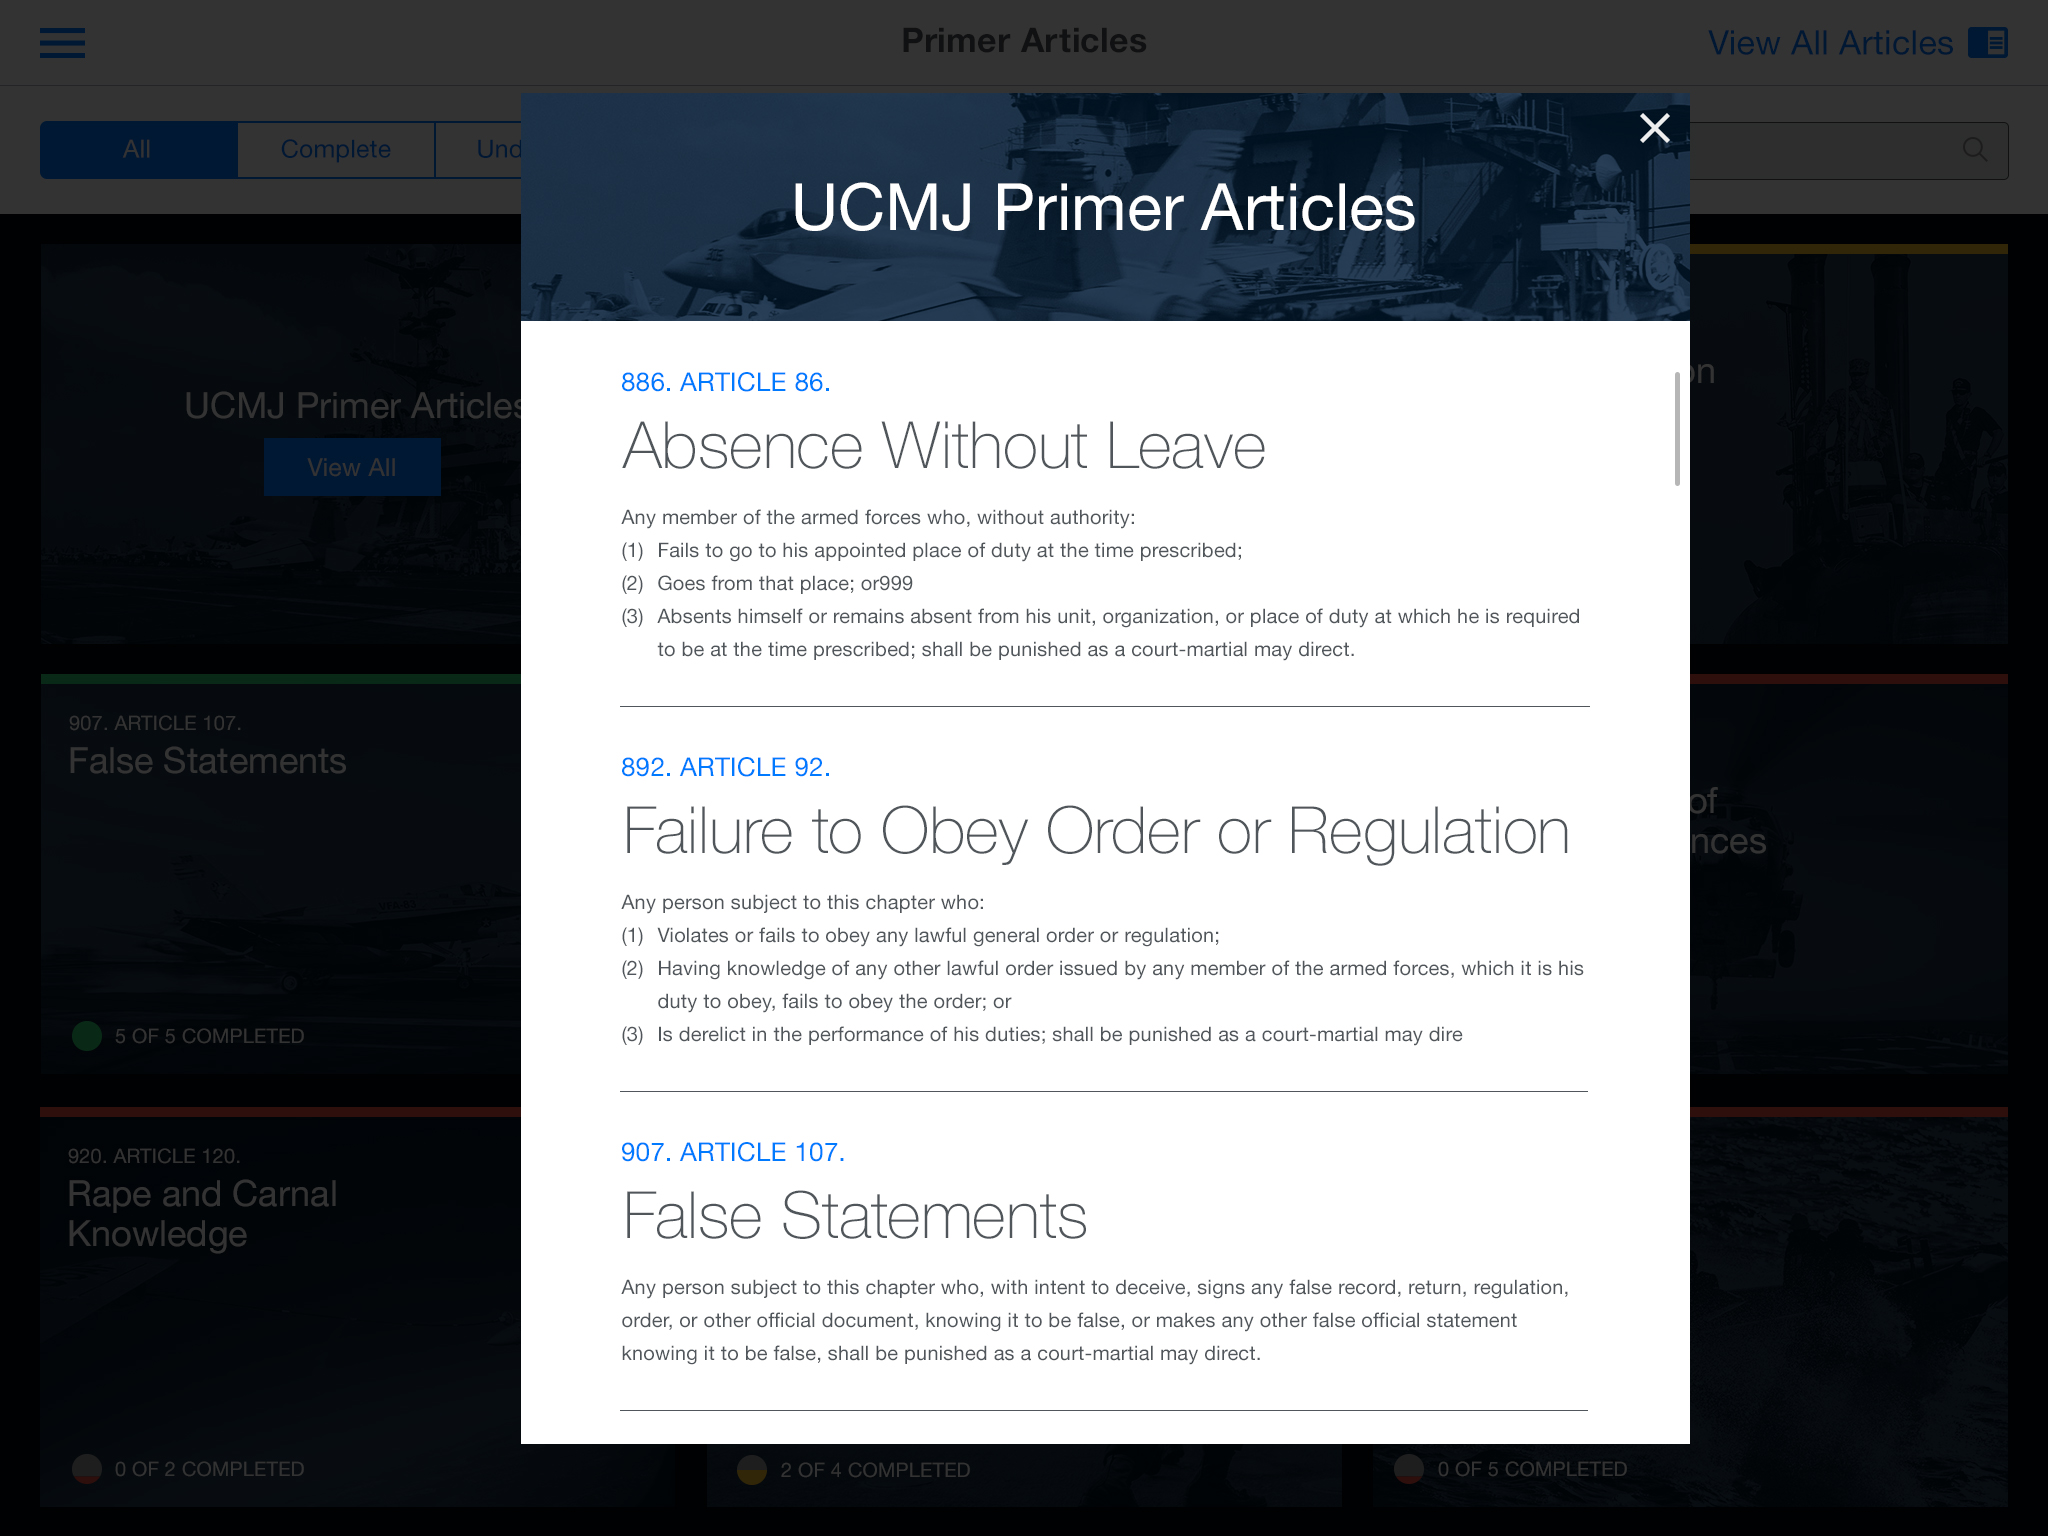 Primer Articles
View All Articles
All
Complete
Und
UCMJ Primer Articles
UCMJ Primer Articles
View All
on
886. ARTICLE 86.
Absence Without Leave
Any member of the armed forces who, without authority:
(1) Fails to go to his appointed place of duty at the time prescribed;
(2) Goes from that place; or999
(3) Absents himself or remains absent from his unit, organization, or place of duty at which he is required
to be at the time prescribed; shall be punished as a court-martial may direct.
907. ARTICLE 107.
False Statements
5 OF 5 COMPLETED
892. ARTICLE 92.
Failure to Obey Order or Regulation
Any person subject to this chapter who:
(1) Violates or fails to obey any lawful general order or regulation;
(2) Having knowledge of any other lawful order issued by any member of the armed forces, which it is his
duty to obey, fails to obey the order; or
(3) Is derelict in the performance of his duties; shall be punished as a court-martial may dire
of
nces
920. ARTICLE 120.
Rape and Carnal
Knowledge
0 OF 2 COMPLETED
907. ARTICLE 107.
False Statements
Any person subject to this chapter who, with intent to deceive, signs any false record, return, regulation,
order, or other official document, knowing it to be false, or makes any other false official statement
knowing it to be false, shall be punished as a court-martial may direct.
2 OF 4 COMPLETED
0 OF 5 COMPLETED